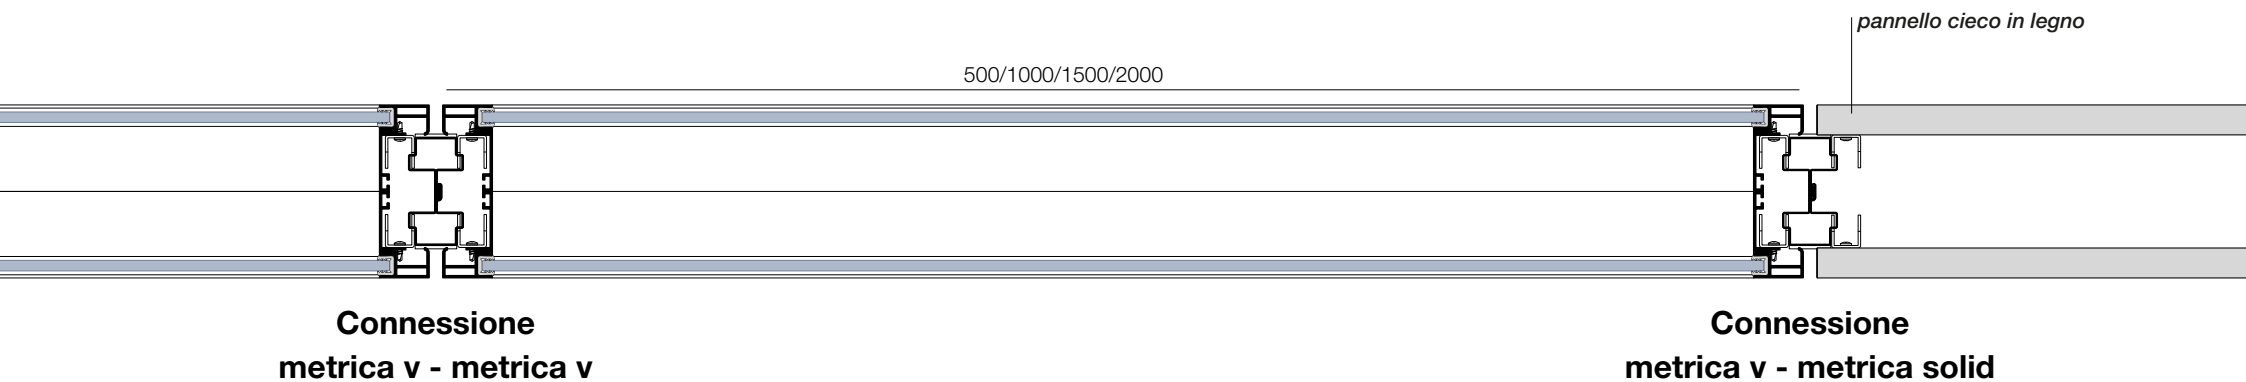 pannello cieco in legno
500/1000/1500/2000
Connessione
metrica v - metrica v
Connessione
metrica v - metrica solid